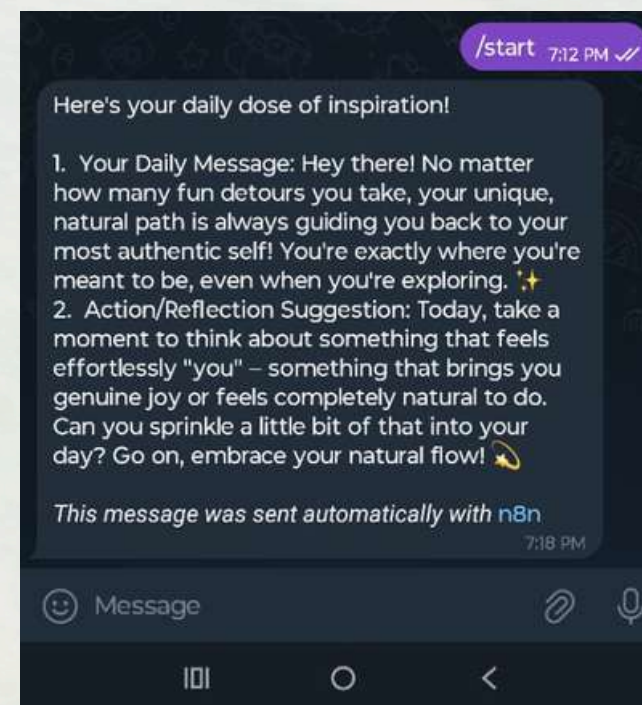 /start 7:12 PM
Here's your daily dose of inspiration!
1. Your Daily Message: Hey there! No matter
how many fun detours you take, your unique,
natural path is always guiding you back to your
most authentic self! You're exactly where you're
meant to be, even when you're exploring. ✨
2. Action/Reflection Suggestion: Today, take a
moment to think about something that feels
effortlessly "you" – something that brings you
genuine joy or feels completely natural to do.
Can you sprinkle a little bit of that into your
day? Go on, embrace your natural flow! 💫
This message was sent automatically with n8n
7:18 PM
Message